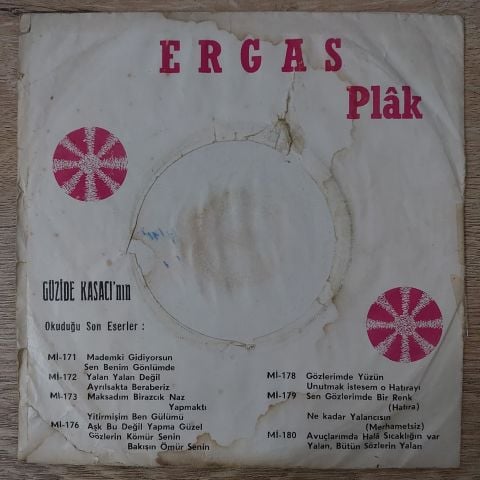 ERGAS
Plâk
GÜZİDE KASACI'nın
Okuduğu Son Eserler :
Mİ-171 Mademki Gidiyorsun
Sen Benim Gönlümde
Mİ-172 Yalan Yalan Değil
Ayrılsakta Beraberiz
Mİ-173 Maksadım Birazcık Naz
Yapmaktı
Yitirmişim Ben Gülümü
Mİ-176 Aşk Bu Değil Yapma Güzel
Gözlerin Kömür Senin
Bakışın Ömür Senin
Mİ-178 Gözlerimde Yüzün
Unutmak istesem o Hatırayı
Mİ-179 Sen Gözlerimde Bir Renk
(Hatıra)
Ne kadar Yalancısın
(Merhametsiz)
Mİ-180 Avuçlarımda Halâ Sıcaklığın var
Yalan, Bütün Sözlerin Yalan